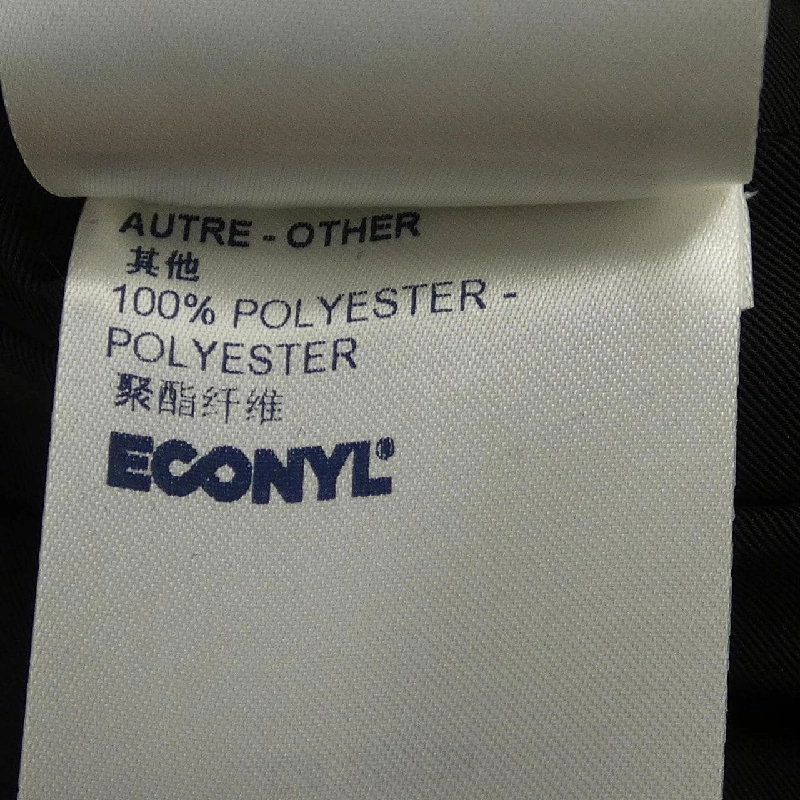 AUTRE - OTHER
其他
100% POLYESTER -
POLYESTER
聚酯纤维
ECONYL®